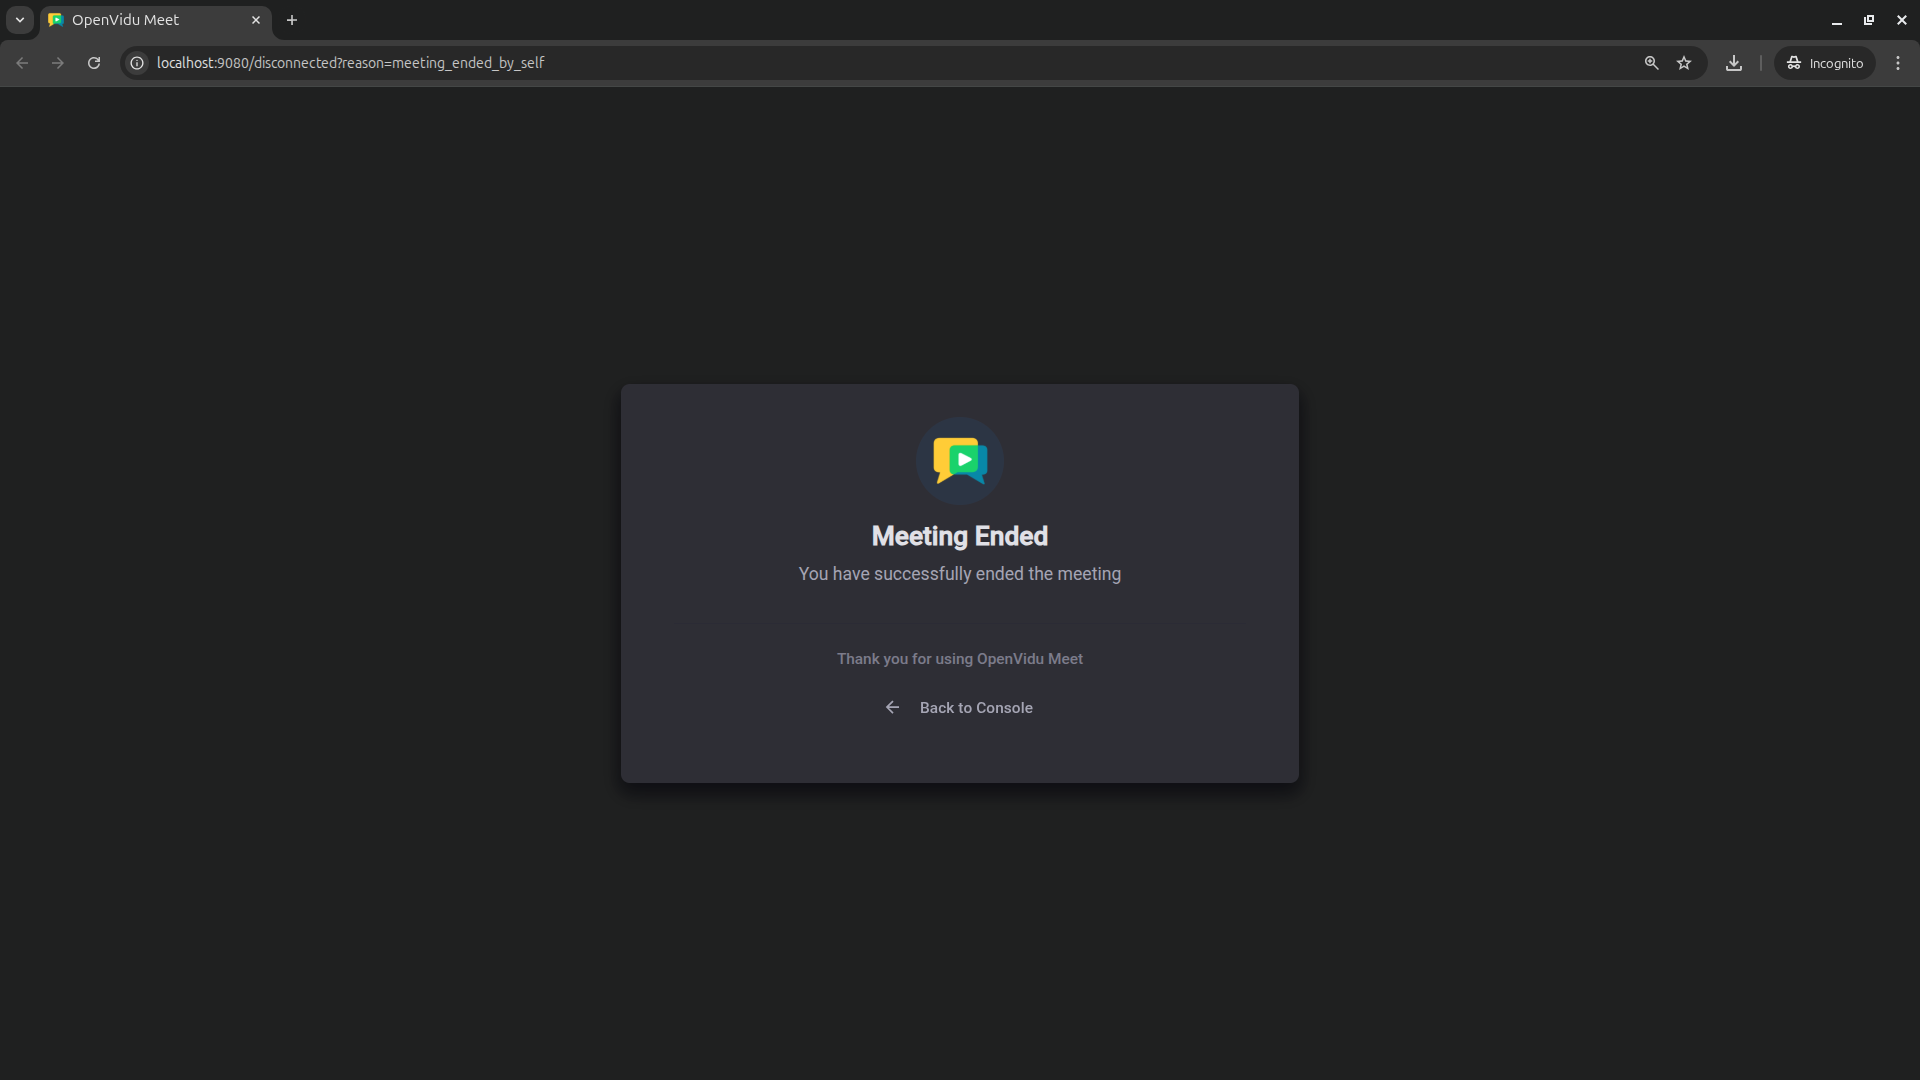 OpenVidu Meet
localhost:9080/disconnected?reason=meeting_ended_by_self
Incognito
Meeting Ended
You have successfully ended the meeting
Thank you for using OpenVidu Meet
Back to Console